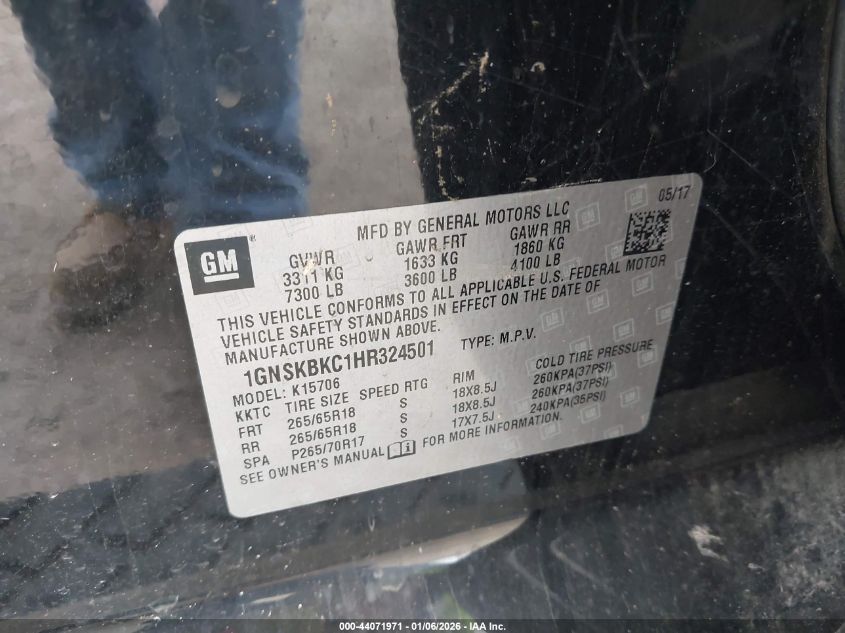 05/17
MFD BY GENERAL MOTORS LLC
GM
GVWR GAWR FRT GAWR RR
3311 KG 1633 KG 1860 KG
7300 LB 3600 LB 4100 LB
THIS VEHICLE CONFORMS TO ALL APPLICABLE U.S. FEDERAL MOTOR
VEHICLE SAFETY STANDARDS IN EFFECT ON THE DATE OF
MANUFACTURE SHOWN ABOVE.
1GNSKBKC1HR324501 TYPE: M.P.V.
MODEL: K15706
KKTC TIRE SIZE SPEED RTG RIM COLD TIRE PRESSURE
FRT 265/65R18 S 18X8.5J 260KPA(37PSI)
RR 265/65R18 S 18X8.5J 260KPA(37PSI)
SPA P265/70R17 S 17X7.5J 240KPA(35PSI)
SEE OWNER'S MANUAL FOR MORE INFORMATION.
000-44071971 | 01/06/2026 - IAA Inc.